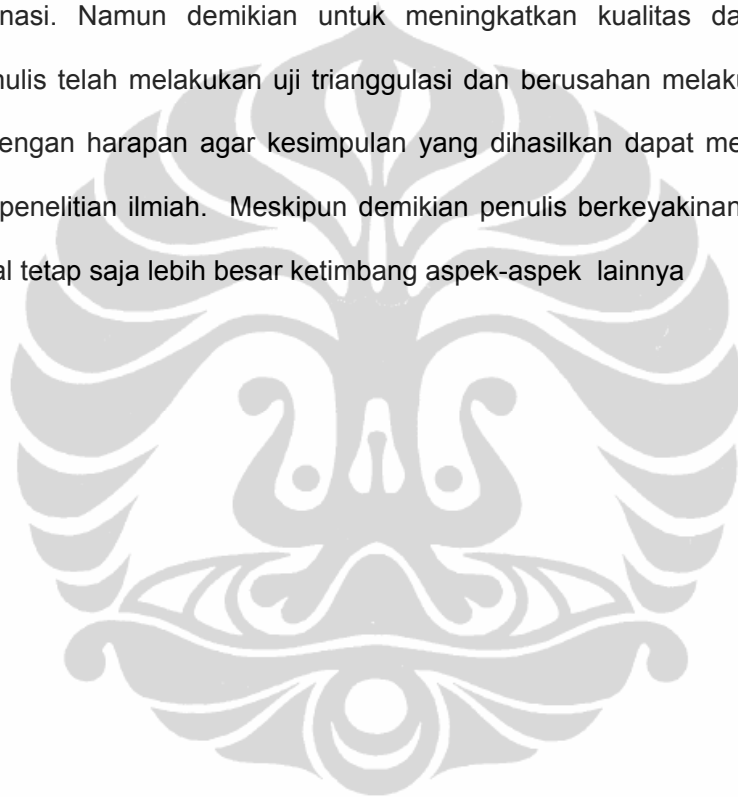 nasi. Namun demikian untuk meningkatkan kualitas da
nulis telah melakukan uji trianggulasi dan berusahan melaku
engan harapan agar kesimpulan yang dihasilkan dapat me
penelitian ilmiah. Meskipun demikian penulis berkeyakinan
al tetap saja lebih besar ketimbang aspek-aspek lainnya